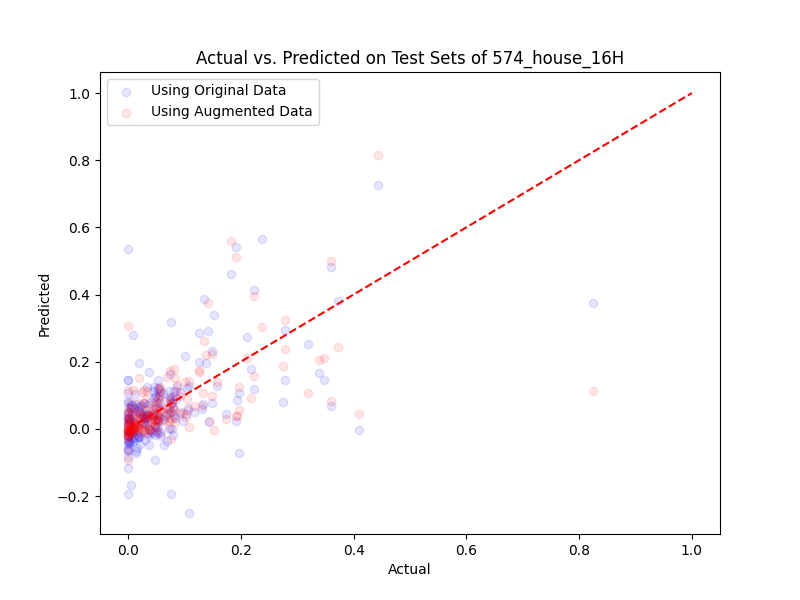 Actual vs. Predicted on Test Sets of 574_house_16H
Using Original Data
Using Augmented Data
1.0
0.8
0.6
0.4
0.2
0.0
−0.2
Predicted
0.0 0.2 0.4 0.6 0.8 1.0
Actual